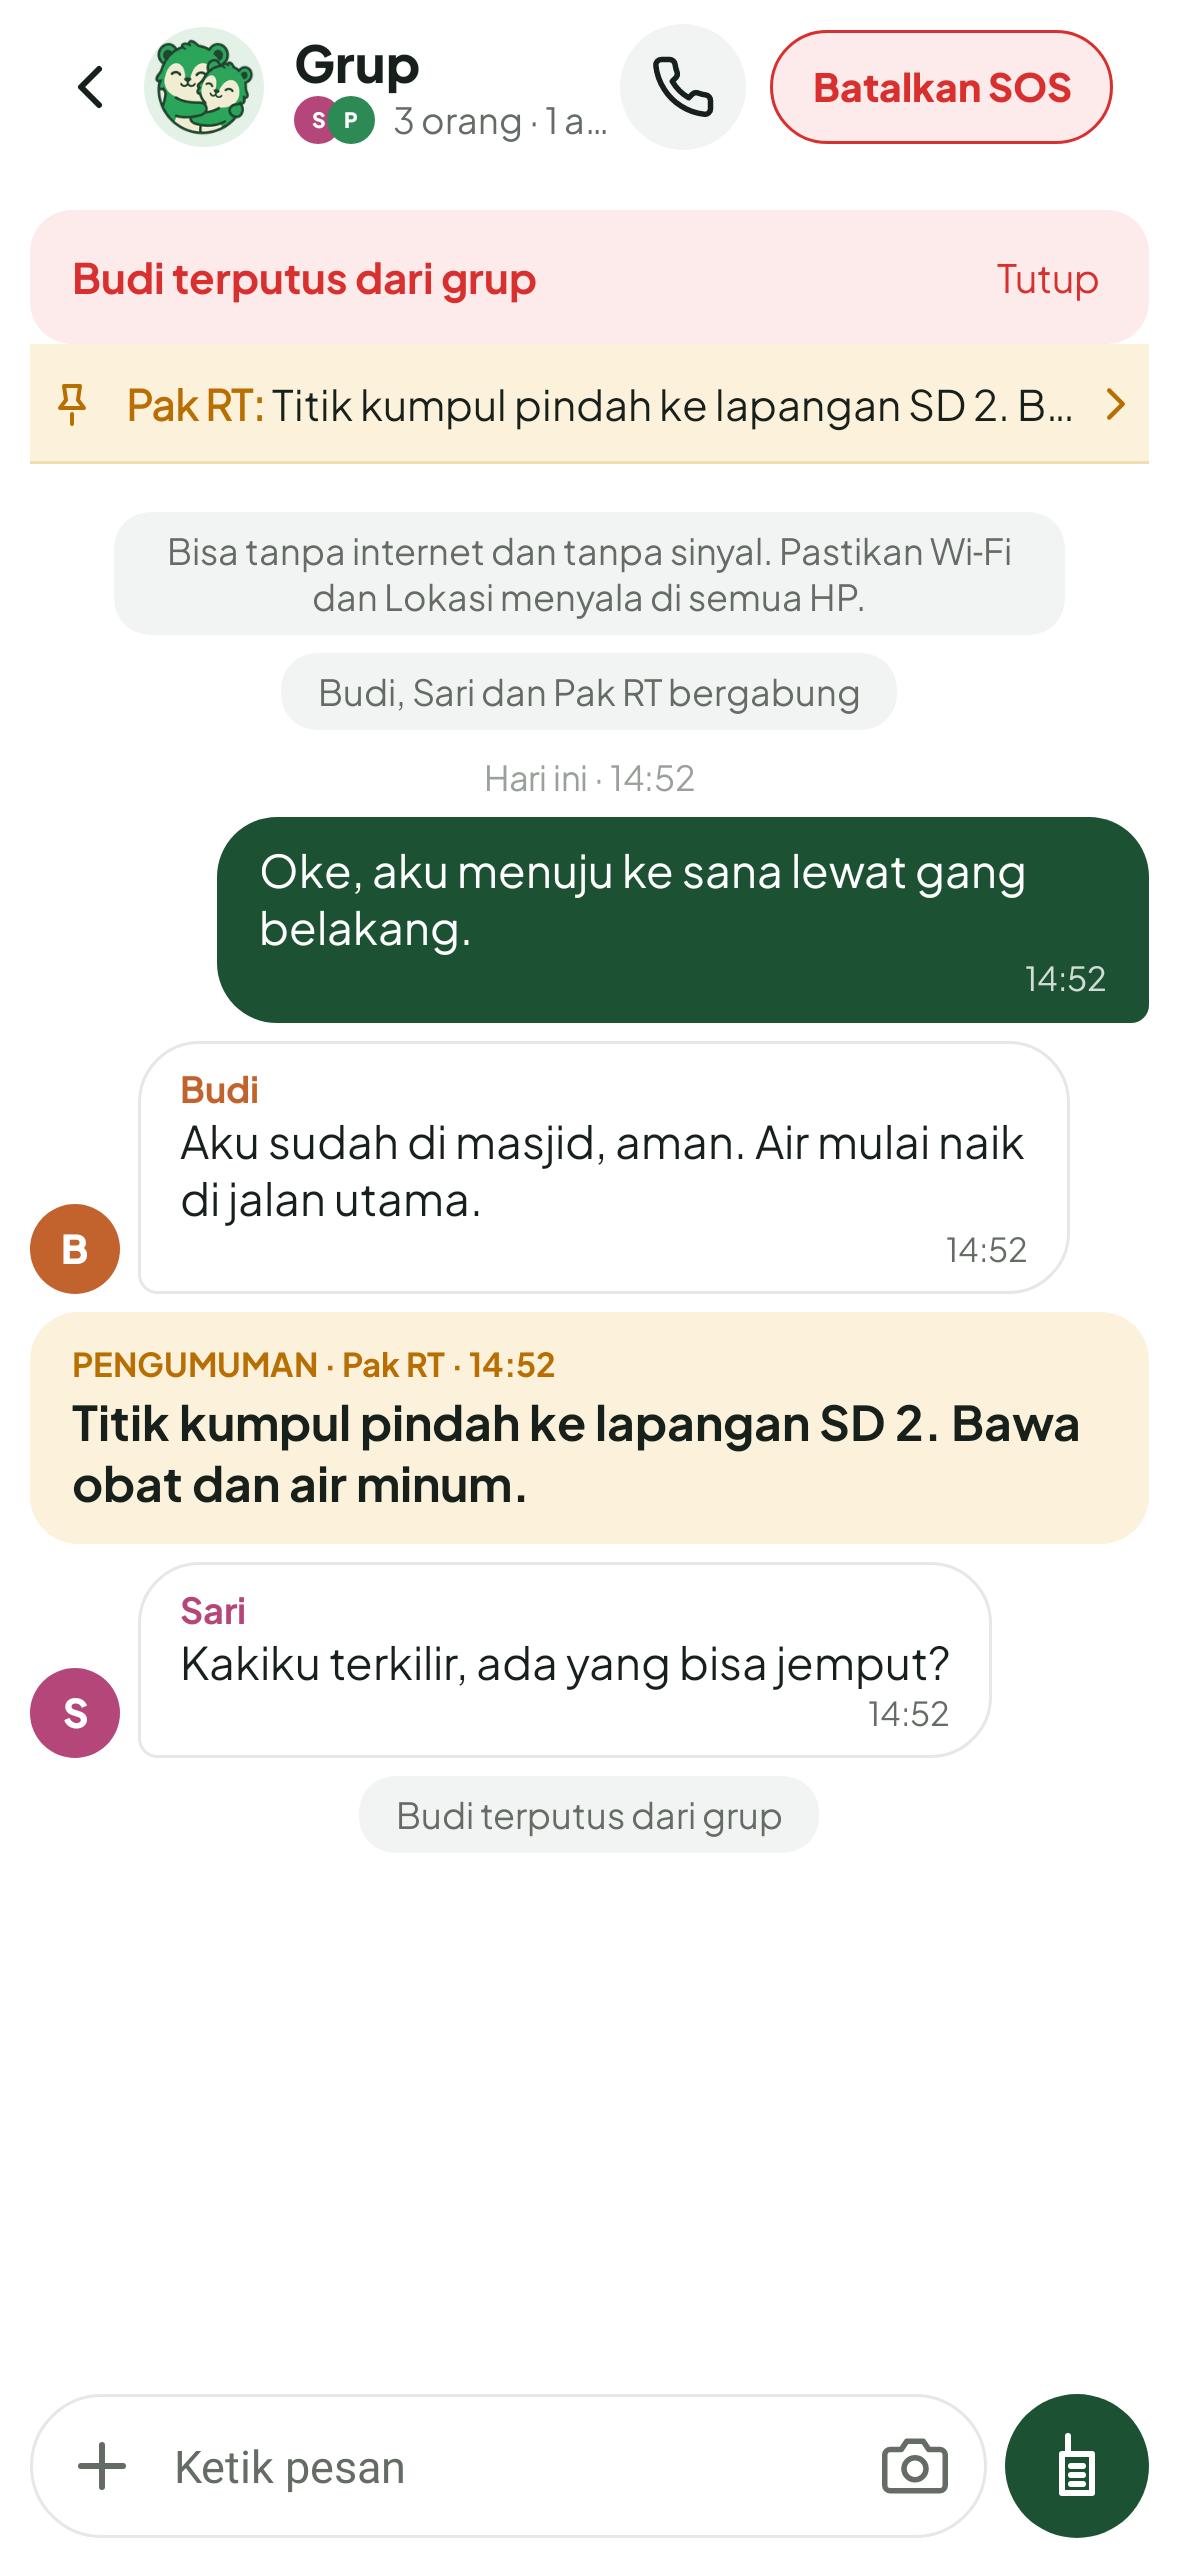 Grup
S P 3 orang · 1 a...
Batalkan SOS
Budi terputus dari grup
Tutup
Pak RT: Titik kumpul pindah ke lapangan SD 2. B...
Bisa tanpa internet dan tanpa sinyal. Pastikan Wi-Fi
dan Lokasi menyala di semua HP.
Budi, Sari dan Pak RT bergabung
Hari ini · 14:52
Oke, aku menuju ke sana lewat gang
belakang.
14:52
Budi
Aku sudah di masjid, aman. Air mulai naik
di jalan utama.
14:52
B
PENGUMUMAN · Pak RT · 14:52
Titik kumpul pindah ke lapangan SD 2. Bawa
obat dan air minum.
Sari
Kakiku terkilir, ada yang bisa jemput?
14:52
S
Budi terputus dari grup
Ketik pesan